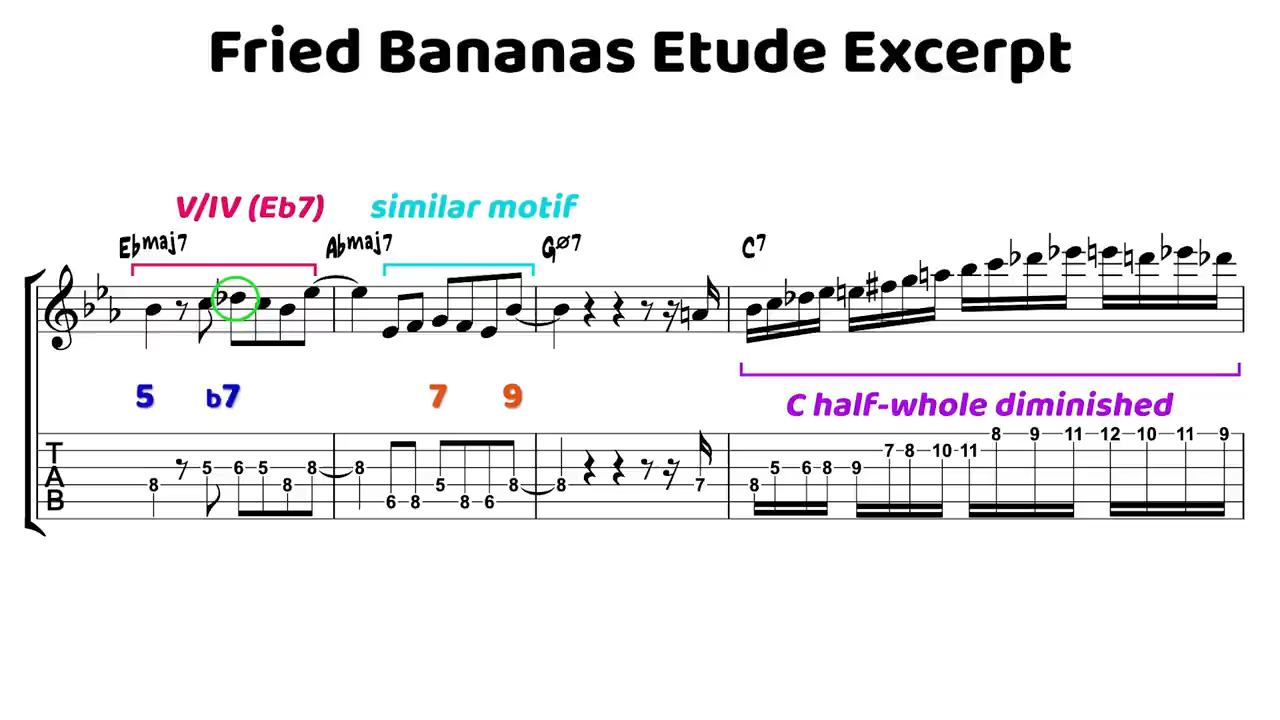 Fried Bananas Etude Excerpt
V/IV (Eb7) similar motif
E♭maj7 A♭maj7 Gø7 C7
5 b7 7 9
C half-whole diminished
T
A
B
8 9 11 12 10 11 9
7 8 10 11
5 6 5 8 8 5 6 8 9
8 8 5 8 8 7 8
6 8 8 6